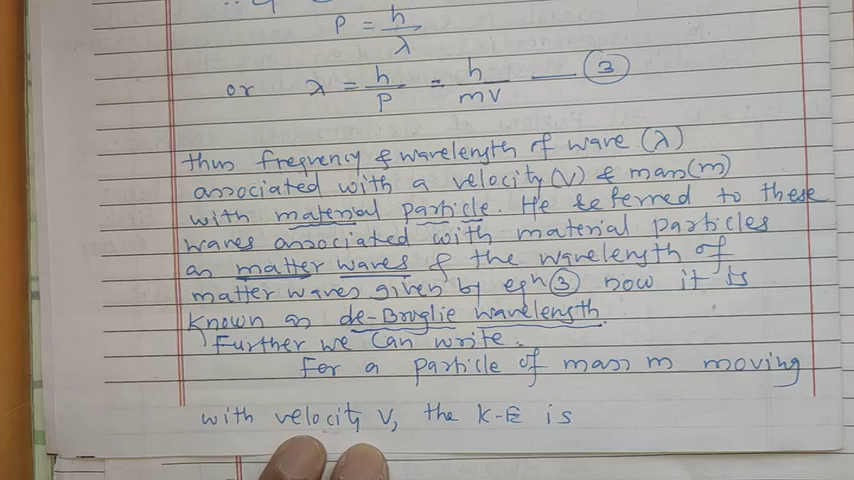 P = h/λ
or λ = h/P = h/mV — ③
thus frequency & wavelength of wave (λ)
associated with a velocity (V) & mass (m)
with material particle. He referred to these
waves associated with material particles
as matter waves & the wavelength of
matter waves given by eqn ③ now it is
known as de-Broglie wavelength.
Further we can write.
For a particle of mass m moving
with velocity V, the K-E is